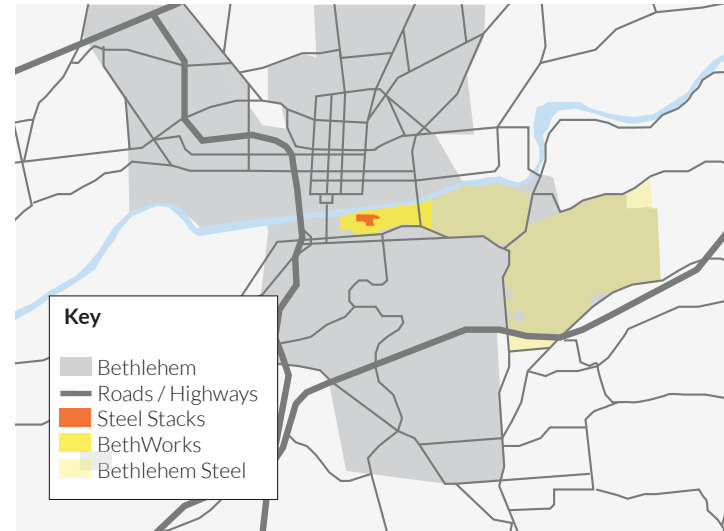 Key
Bethlehem
Roads / Highways
Steel Stacks
BethWorks
Bethlehem Steel